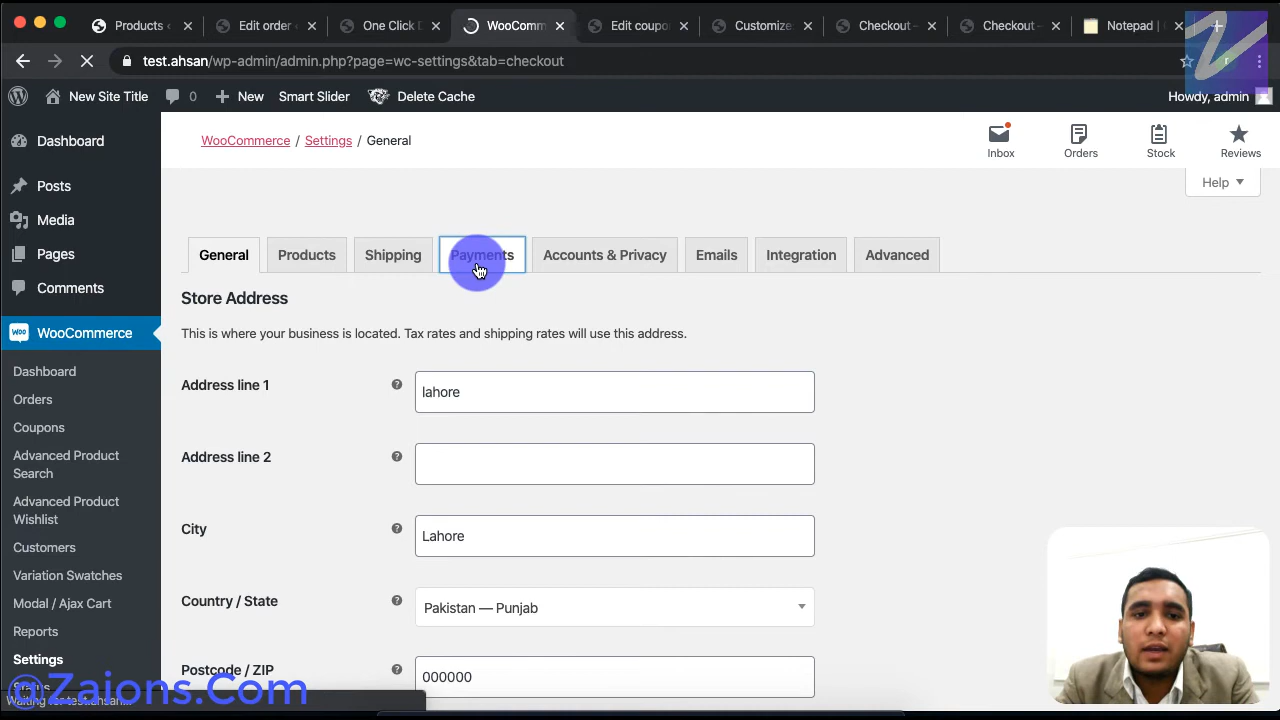 Products ‹
Edit order ‹
One Click D
WooComm
Edit coupo
Customize
Checkout –
Checkout –
Notepad |
test.ahsan/wp-admin/admin.php?page=wc-settings&tab=checkout
New Site Title
0
New
Smart Slider
Delete Cache
Howdy, admin
Dashboard
Posts
Media
Pages
Comments
WooCommerce
Dashboard
Orders
Coupons
Advanced Product
Search
Advanced Product
Wishlist
Customers
Variation Swatches
Modal / Ajax Cart
Reports
Settings
Status
WooCommerce / Settings / General
Inbox
Orders
Stock
Reviews
Help
General
Products
Shipping
Payments
Accounts & Privacy
Emails
Integration
Advanced
Store Address
This is where your business is located. Tax rates and shipping rates will use this address.
Address line 1
lahore
Address line 2
City
Lahore
Country / State
Pakistan — Punjab
Postcode / ZIP
000000
@Zaions.Com
Waiting for test.ahsan...